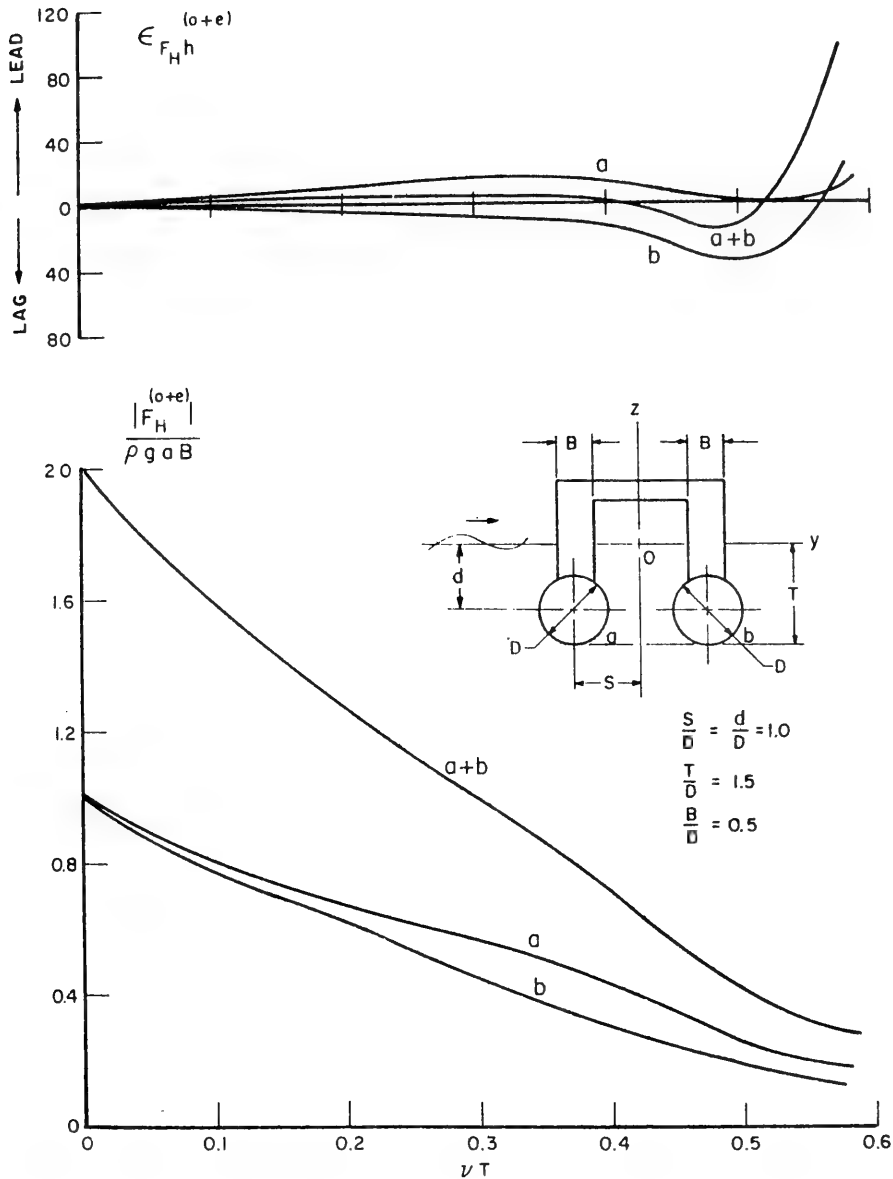 120
80
40
0
40
80
LEAD
LAG
ϵ F_H h (o+e)
a
a+b
b
|F_H^(o+e)|
ρ g a B
2.0
1.6
1.2
0.8
0.4
0
0 0.1 0.2 0.3 0.4 0.5 0.6
ν T
a+b
a
b
z
B B
y
O
d
T
D a
b
D
S
S/D = d/D = 1.0
T/D = 1.5
B/D = 0.5